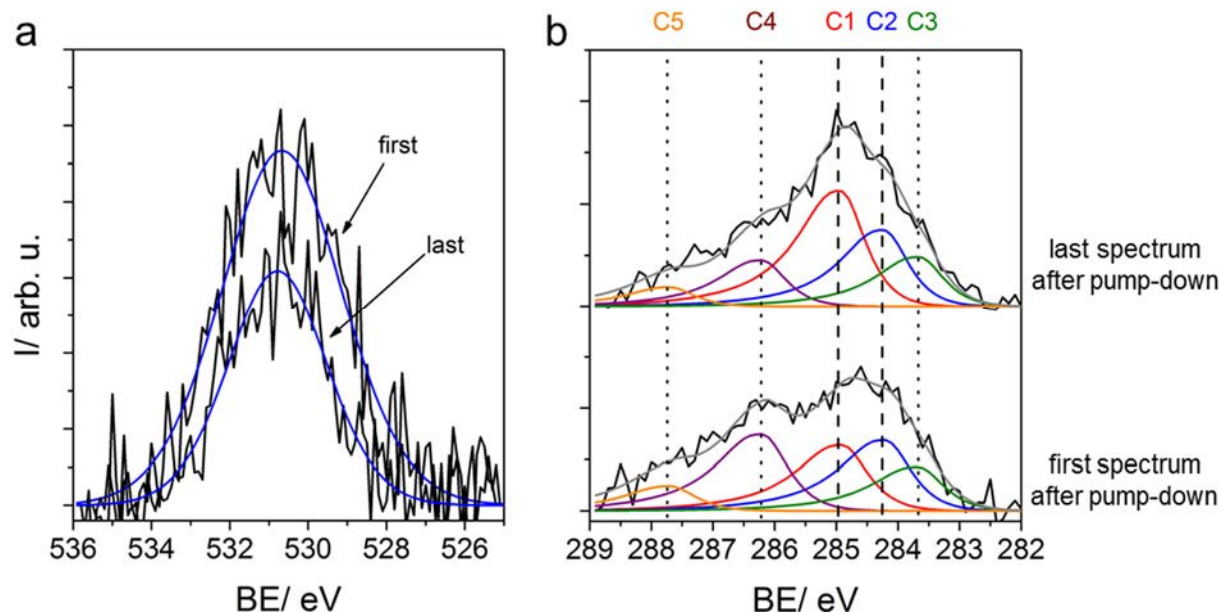 a
b
C5 C4 C1 C2 C3
first
last
last spectrum
after pump-down
first spectrum
after pump-down
I/ arb. u.
536 534 532 530 528 526
BE/ eV
289 288 287 286 285 284 283 282
BE/ eV